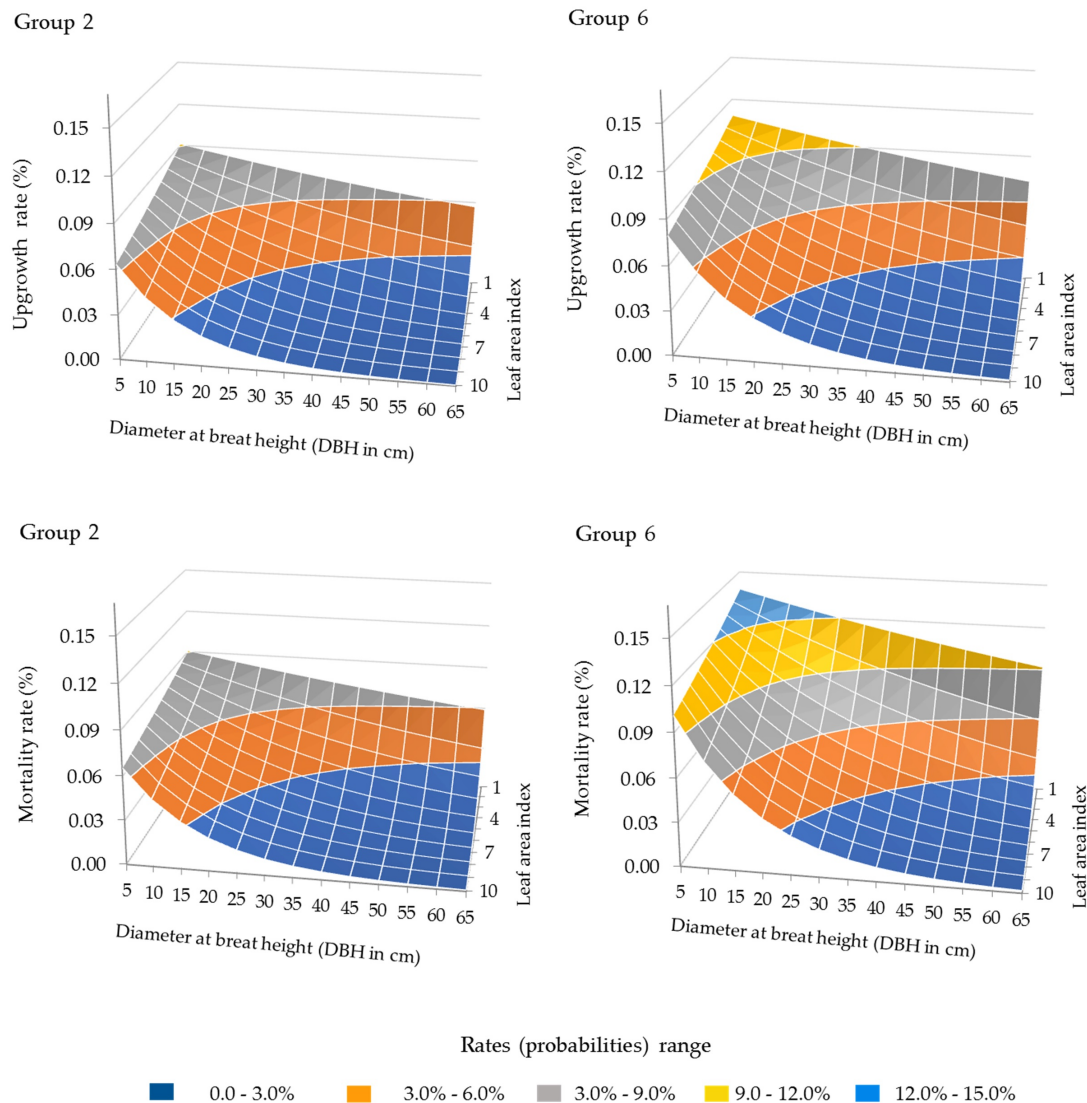 Group 2
Upgrowth rate (%)
0.15
0.12
0.09
0.06
0.03
0.00
5 10 15 20 25 30 35 40 45 50 55 60 65
Diameter at breat height (DBH in cm)
1
4
7
10
Leaf area index
Group 6
Upgrowth rate (%)
0.15
0.12
0.09
0.06
0.03
0.00
5 10 15 20 25 30 35 40 45 50 55 60 65
Diameter at breat height (DBH in cm)
1
4
7
10
Leaf area index
Group 2
Mortality rate (%)
0.15
0.12
0.09
0.06
0.03
0.00
5 10 15 20 25 30 35 40 45 50 55 60 65
Diameter at breat height (DBH in cm)
1
4
7
10
Leaf area index
Group 6
Mortality rate (%)
0.15
0.12
0.09
0.06
0.03
0.00
5 10 15 20 25 30 35 40 45 50 55 60 65
Diameter at breat height (DBH in cm)
1
4
7
10
Leaf area index
Rates (probabilities) range
0.0 - 3.0% 3.0% - 6.0% 3.0% - 9.0% 9.0 - 12.0% 12.0% - 15.0%